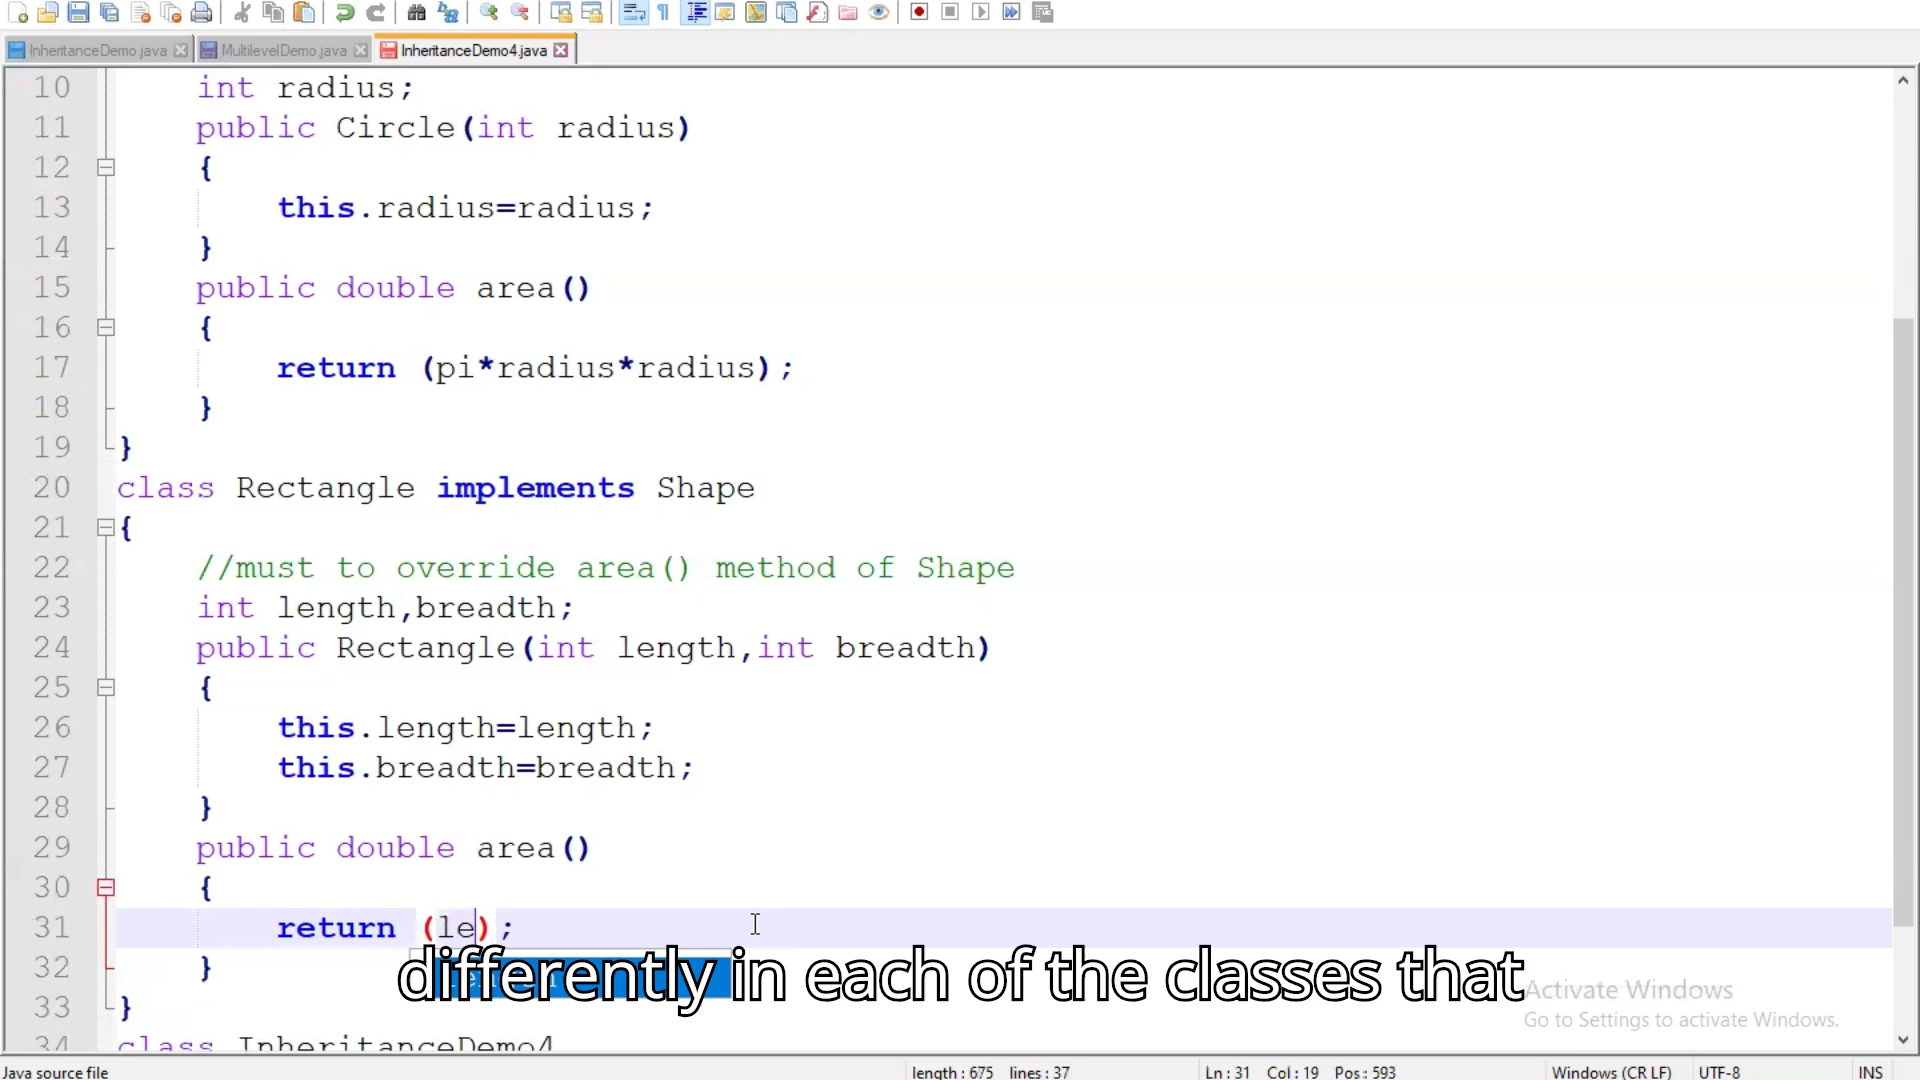 InheritanceDemo.java MultilevelDemo.java InheritanceDemo4.java
10 int radius;
11 public Circle(int radius)
12 {
13 this.radius=radius;
14 }
15 public double area()
16 {
17 return (pi*radius*radius);
18 }
19 }
20 class Rectangle implements Shape
21 {
22 //must to override area() method of Shape
23 int length,breadth;
24 public Rectangle(int length,int breadth)
25 {
26 this.length=length;
27 this.breadth=breadth;
28 }
29 public double area()
30 {
31 return (le);
32 }
differently in each of the classes that
Activate Windows
Go to Settings to activate Windows.
33 }
34 class InheritanceDemo4
Java source file length : 675 lines : 37 Ln : 31 Col : 19 Pos : 593 Windows (CR LF) UTF-8 INS